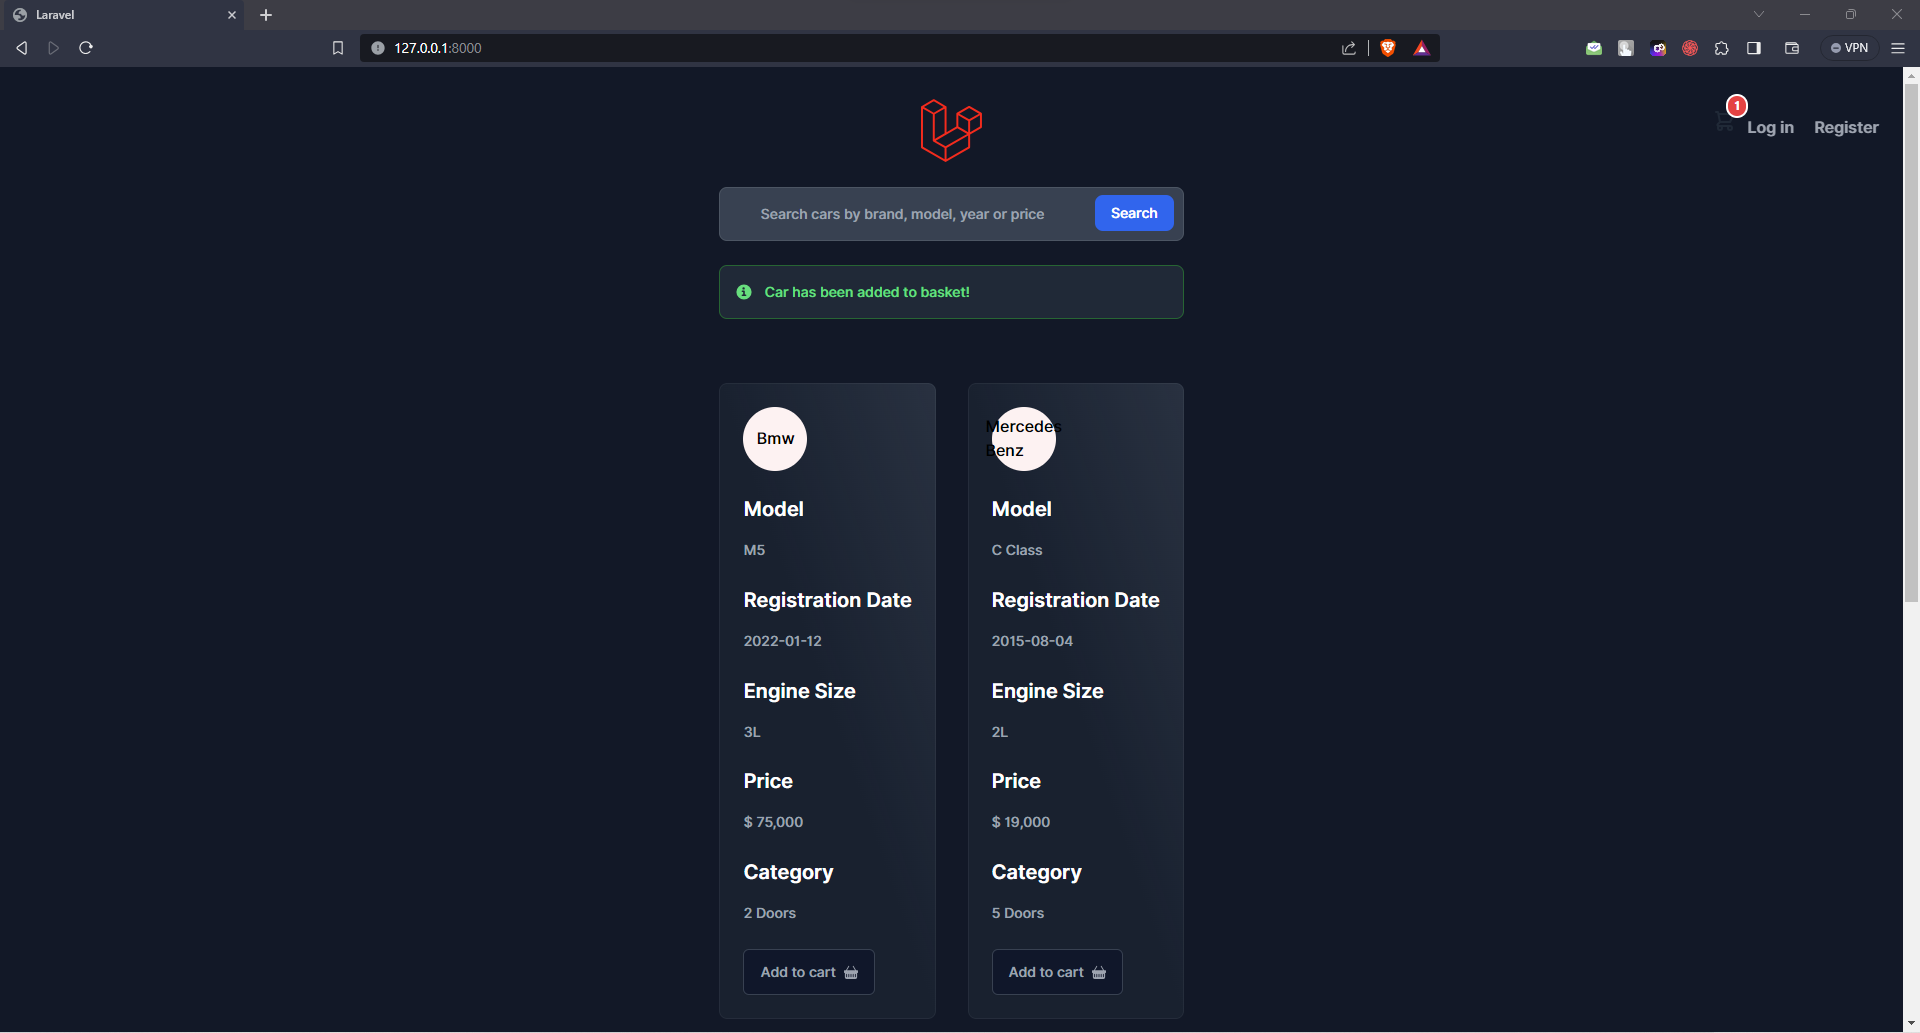 Laravel
127.0.0.1:8000
VPN
1
Log in
Register
Search cars by brand, model, year or price
Search
Car has been added to basket!
Bmw
Model
M5
Registration Date
2022-01-12
Engine Size
3L
Price
$ 75,000
Category
2 Doors
Add to cart
Mercedes
Benz
Model
C Class
Registration Date
2015-08-04
Engine Size
2L
Price
$ 19,000
Category
5 Doors
Add to cart